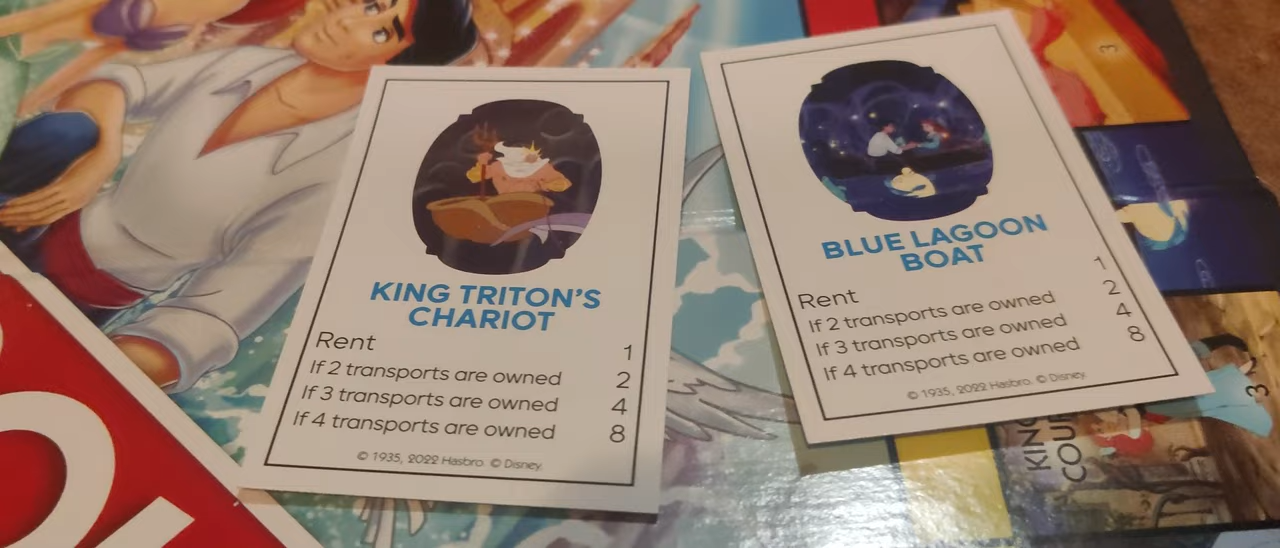 KING TRITON'S
CHARIOT
Rent 1
If 2 transports are owned 2
If 3 transports are owned 4
If 4 transports are owned 8
© 1935, 2022 Hasbro. © Disney.
BLUE LAGOON
BOAT
Rent 1
If 2 transports are owned 2
If 3 transports are owned 4
If 4 transports are owned 8
© 1935, 2022 Hasbro. © Disney.
3
3